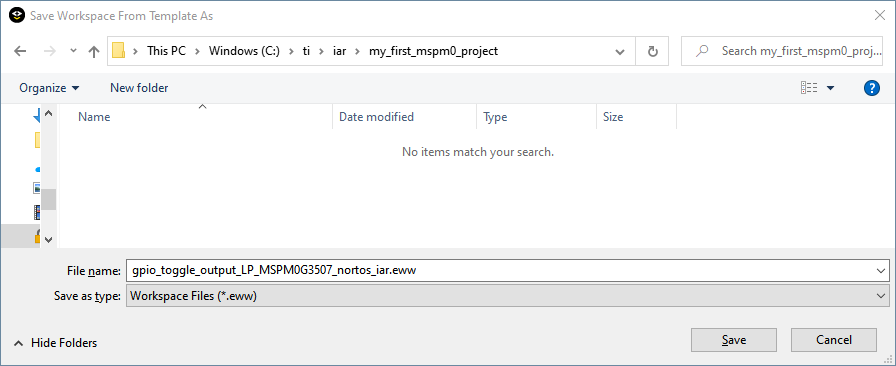 Save Workspace From Template As
This PC > Windows (C:) > ti > iar > my_first_mspm0_project
Search my_first_mspm0_proj...
Organize
New folder
?
Name Date modified Type Size
No items match your search.
File name: gpio_toggle_output_LP_MSPM0G3507_nortos_iar.eww
Save as type: Workspace Files (*.eww)
Hide Folders
Save
Cancel